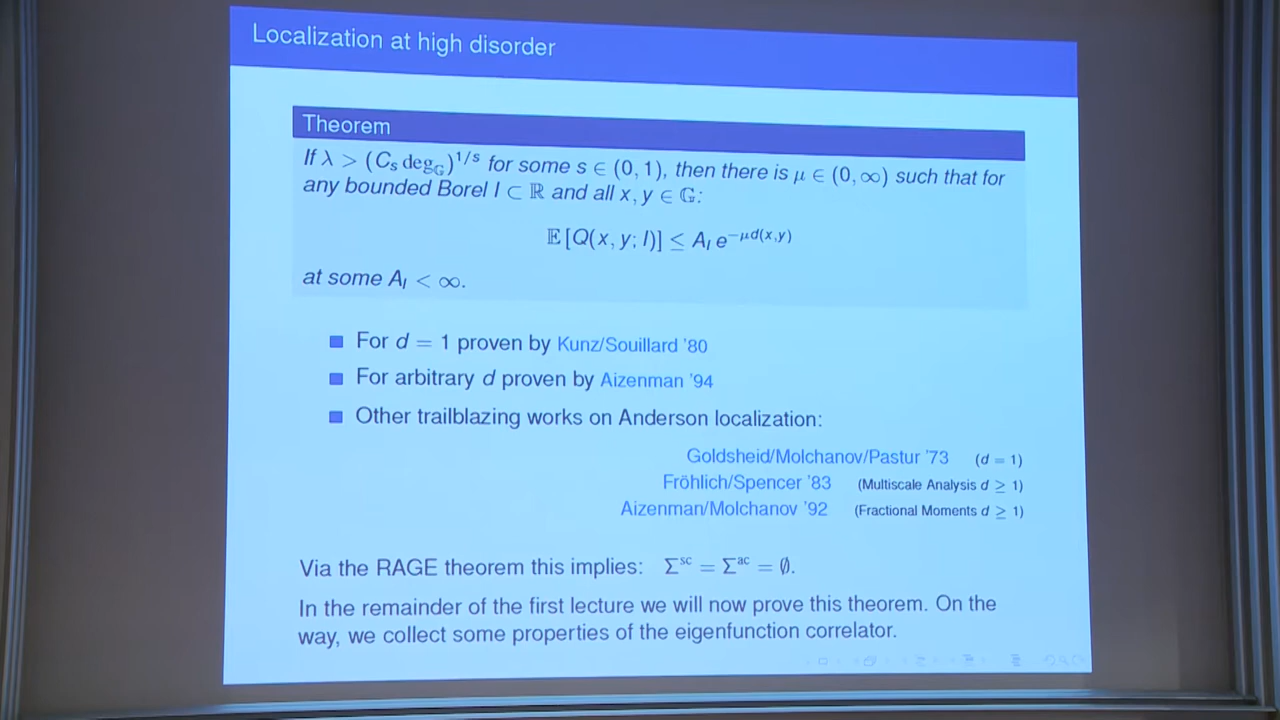 Localization at high disorder
Theorem
If λ > (C_s deg_𝔾)^{1/s} for some s ∈ (0, 1), then there is μ ∈ (0, ∞) such that for
any bounded Borel I ⊂ ℝ and all x, y ∈ 𝔾:
𝔼 [Q(x, y; I)] ≤ A_I e^{−μd(x,y)}
at some A_I < ∞.
For d = 1 proven by Kunz/Souillard '80
For arbitrary d proven by Aizenman '94
Other trailblazing works on Anderson localization:
Goldsheid/Molchanov/Pastur '73 (d = 1)
Fröhlich/Spencer '83 (Multiscale Analysis d ≥ 1)
Aizenman/Molchanov '92 (Fractional Moments d ≥ 1)
Via the RAGE theorem this implies: Σ^{sc} = Σ^{ac} = ∅.
In the remainder of the first lecture we will now prove this theorem. On the
way, we collect some properties of the eigenfunction correlator.